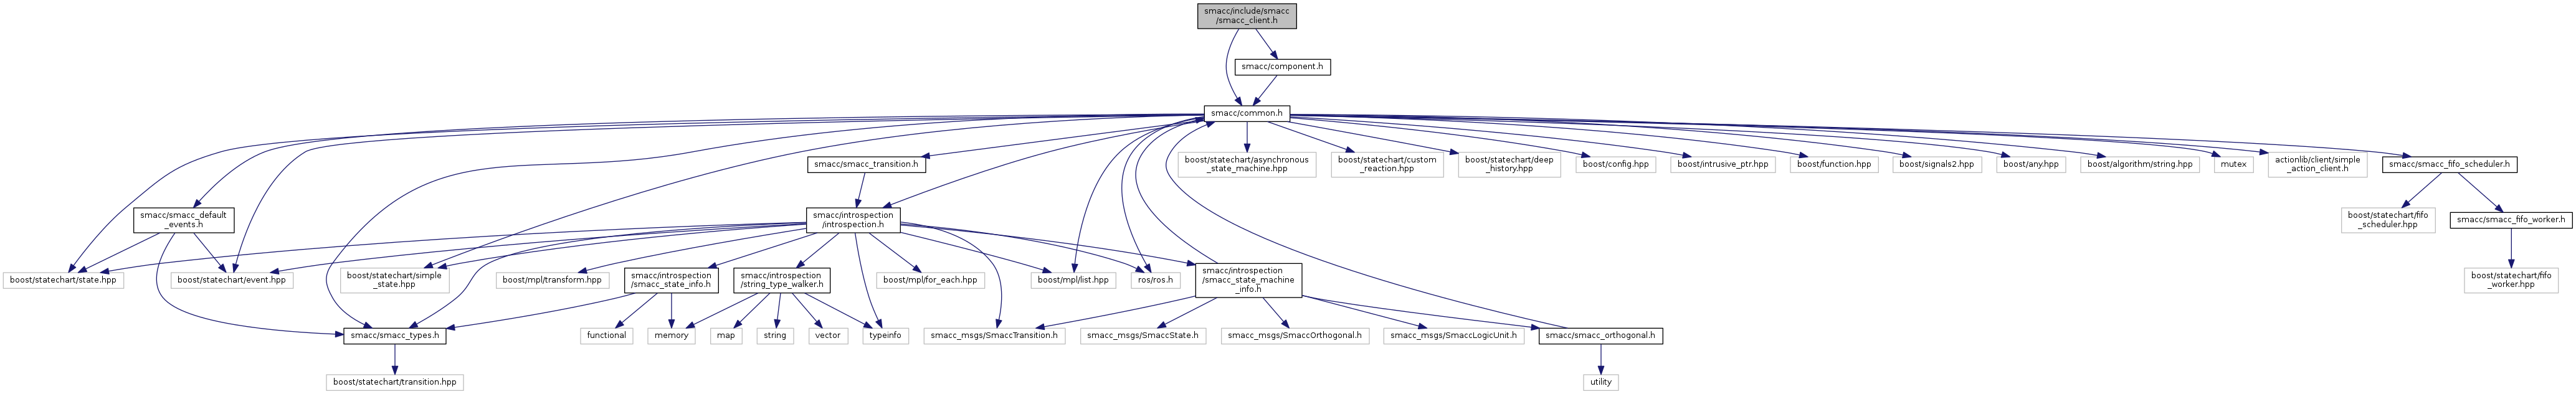 smacc/include/smacc
/smacc_client.h
smacc/component.h
smacc/common.h
smacc/smacc_transition.h
boost/statechart/asynchronous
_state_machine.hpp
boost/statechart/custom
_reaction.hpp
boost/statechart/deep
_history.hpp
boost/config.hpp
boost/intrusive_ptr.hpp
boost/function.hpp
boost/signals2.hpp
boost/any.hpp
boost/algorithm/string.hpp
mutex
actionlib/client/simple
_action_client.h
smacc/smacc_fifo_scheduler.h
smacc/smacc_default
_events.h
smacc/introspection
/introspection.h
boost/statechart/fifo
_scheduler.hpp
smacc/smacc_fifo_worker.h
boost/statechart/state.hpp
boost/statechart/event.hpp
boost/statechart/simple
_state.hpp
boost/mpl/transform.hpp
smacc/introspection
/smacc_state_info.h
smacc/introspection
/string_type_walker.h
boost/mpl/for_each.hpp
boost/mpl/list.hpp
ros/ros.h
smacc/introspection
/smacc_state_machine
_info.h
boost/statechart/fifo
_worker.hpp
smacc/smacc_types.h
functional
memory
map
string
vector
typeinfo
smacc_msgs/SmaccTransition.h
smacc_msgs/SmaccState.h
smacc_msgs/SmaccOrthogonal.h
smacc_msgs/SmaccLogicUnit.h
smacc/smacc_orthogonal.h
boost/statechart/transition.hpp
utility